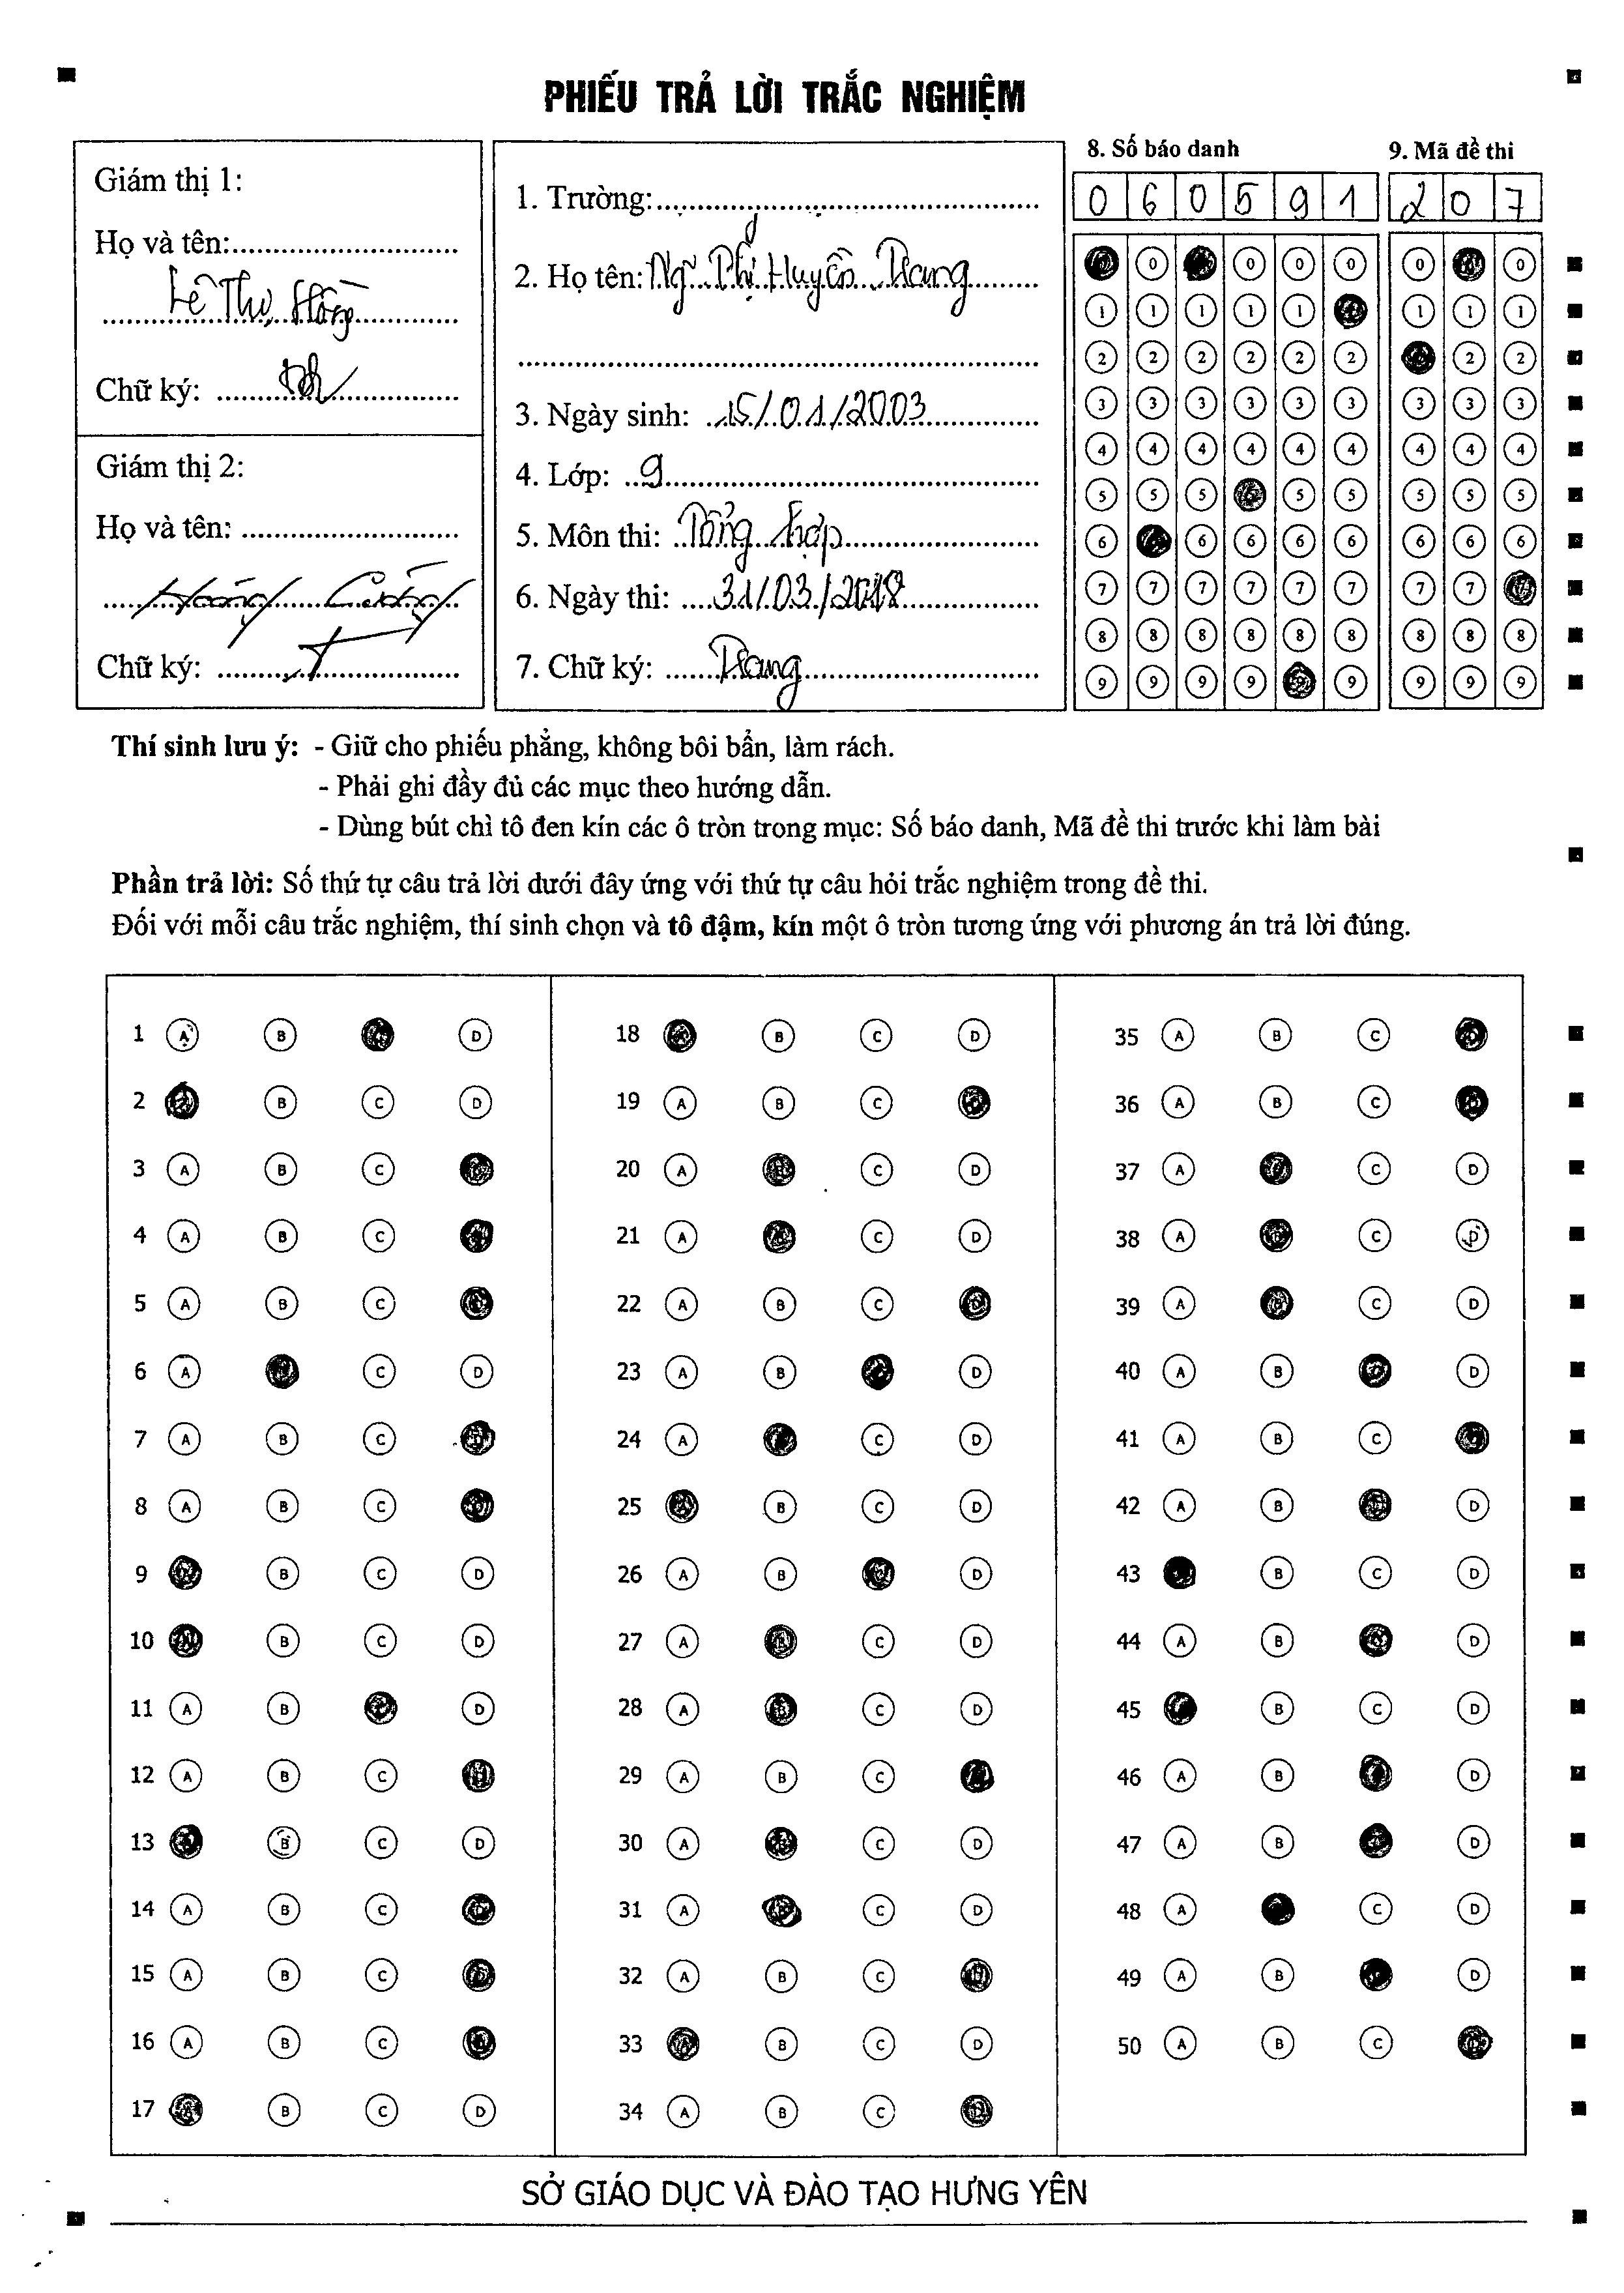 PHIẾU TRẢ LỜI TRẮC NGHIỆM
Giám thị 1:
Họ và tên:
Lê Thu Hồng
Chữ ký:
Giám thị 2:
Họ và tên:
Hoàng Cường
Chữ ký:
1. Trường:
2. Họ tên: Ng Thị Huyền Trang
3. Ngày sinh: 15/01/2003
4. Lớp: 9
5. Môn thi: Tổng hợp
6. Ngày thi: 31/03/2018
7. Chữ ký: Trang
8. Số báo danh
0 6 0 5 9 1
0 0 0 0
1 1 1 1 1
2 2 2 2 2 2
3 3 3 3 3 3
4 4 4 4 4 4
5 5 5 5 5
6 6 6 6 6
7 7 7 7 7 7
8 8 8 8 8 8
9 9 9 9 9 9
9. Mã đề thi
2 0 7
0 0
1 1 1
2 2
3 3 3
4 4 4
5 5 5
6 6 6
7 7
8 8 8
9 9 9
Thí sinh lưu ý: - Giữ cho phiếu phẳng, không bôi bẩn, làm rách.
- Phải ghi đầy đủ các mục theo hướng dẫn.
- Dùng bút chì tô đen kín các ô tròn trong mục: Số báo danh, Mã đề thi trước khi làm bài
Phần trả lời: Số thứ tự câu trả lời dưới đây ứng với thứ tự câu hỏi trắc nghiệm trong đề thi.
Đối với mỗi câu trắc nghiệm, thí sinh chọn và tô đậm, kín một ô tròn tương ứng với phương án trả lời đúng.
1 A B D
2 B C D
3 A B C
4 A B C
5 A B C
6 A C D
7 A B C D
8 A B C
9 B C D
10 B C D
11 A B D
12 A B C
13 B C D
14 A B C D
15 A B C
16 A B C
17 A B C D
18 B C D
19 A B C
20 A C D
21 A C D
22 A B C D
23 A B D
24 A C D
25 A B C D
26 A B D
27 A B C D
28 A B C D
29 A B C
30 A B C D
31 A C D
32 A B C
33 A B C D
34 A B C D
35 A B C
36 A B C
37 A C D
38 A C D
39 A B C D
40 A B D
41 A B C
42 A B D
43 B C D
44 A B D
45 B C D
46 A B D
47 A B D
48 A C D
49 A B D
50 A B C
SỞ GIÁO DỤC VÀ ĐÀO TẠO HƯNG YÊN